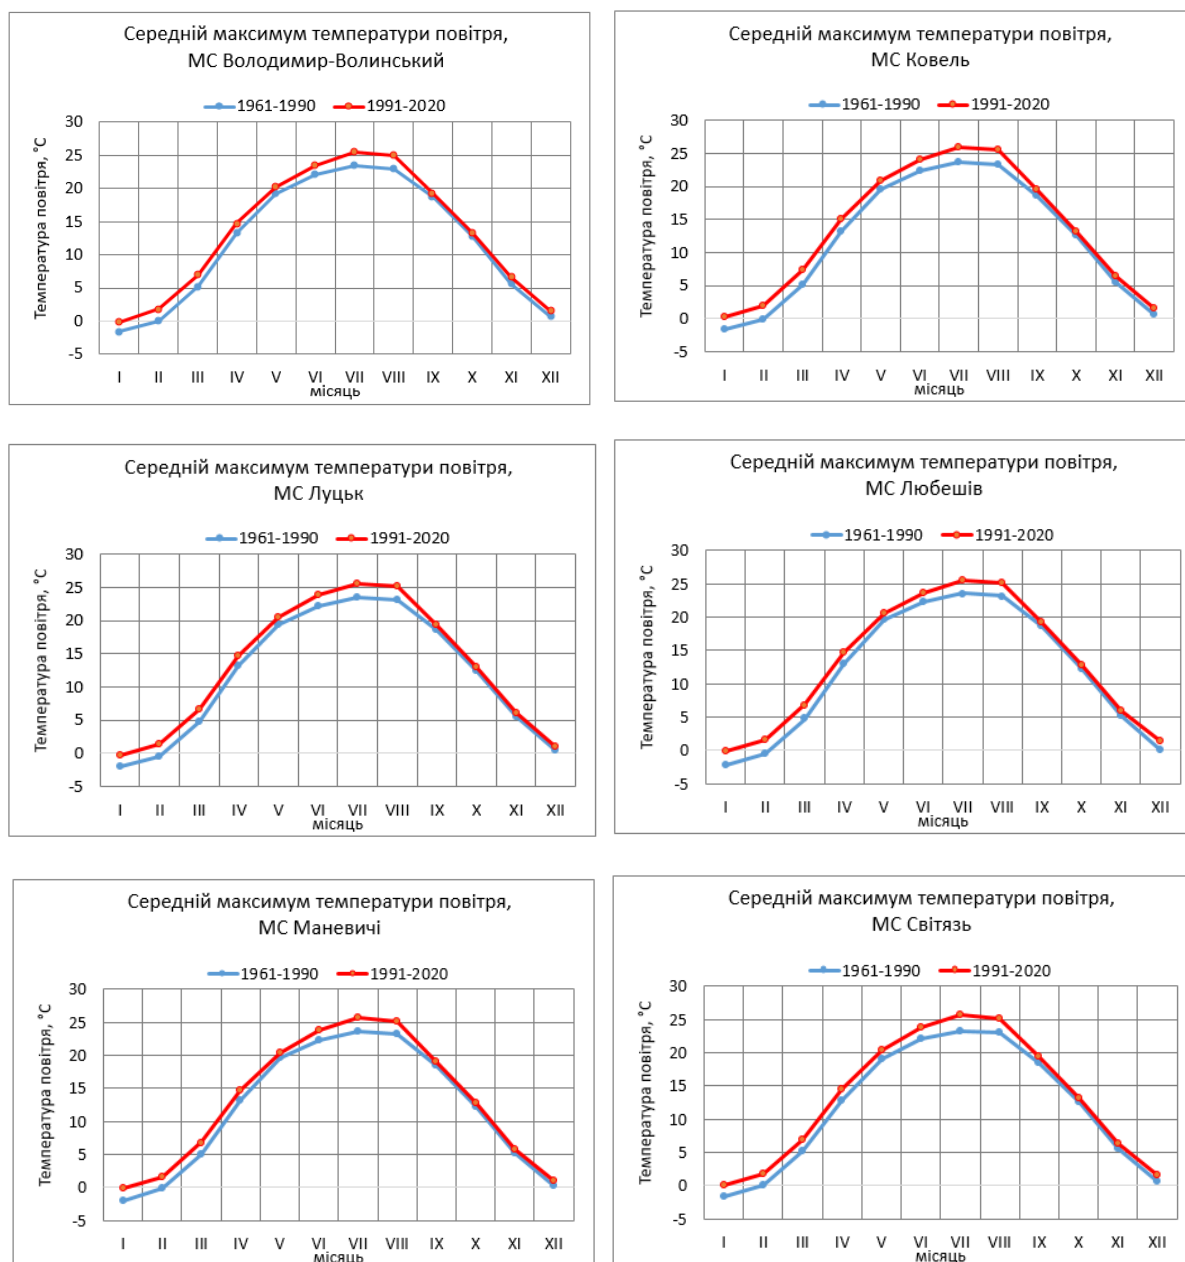 Середній максимум температури повітря,
МС Володимир-Волинський
1961-1990 1991-2020
Температура повітря, °С
30
25
20
15
10
5
0
-5
I II III IV V VI VII VIII IX X XI XII
місяць
Середній максимум температури повітря,
МС Ковель
1961-1990 1991-2020
Температура повітря, °С
30
25
20
15
10
5
0
-5
I II III IV V VI VII VIII IX X XI XII
місяць
Середній максимум температури повітря,
МС Луцьк
1961-1990 1991-2020
Температура повітря, °С
30
25
20
15
10
5
0
-5
I II III IV V VI VII VIII IX X XI XII
місяць
Середній максимум температури повітря,
МС Любешів
1961-1990 1991-2020
Температура повітря, °С
30
25
20
15
10
5
0
-5
I II III IV V VI VII VIII IX X XI XII
місяць
Середній максимум температури повітря,
МС Маневичі
1961-1990 1991-2020
Температура повітря, °С
30
25
20
15
10
5
0
-5
I II III IV V VI VII VIII IX X XI XII
місяць
Середній максимум температури повітря,
МС Світязь
1961-1990 1991-2020
Температура повітря, °С
30
25
20
15
10
5
0
-5
I II III IV V VI VII VIII IX X XI XII
місяць